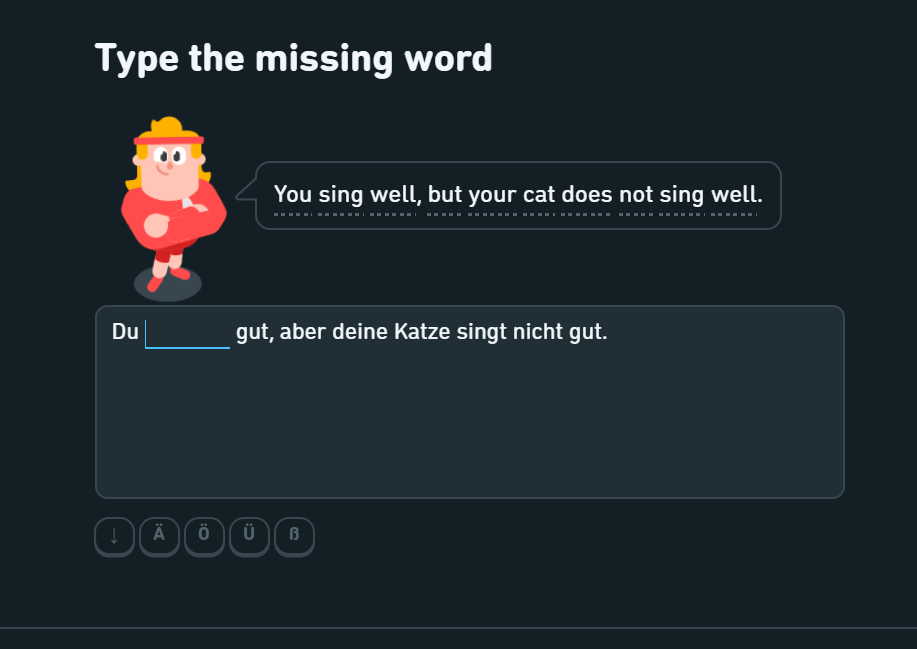 Type the missing word
You sing well, but your cat does not sing well.
Du gut, aber deine Katze singt nicht gut.
↓ Ä Ö Ü ß